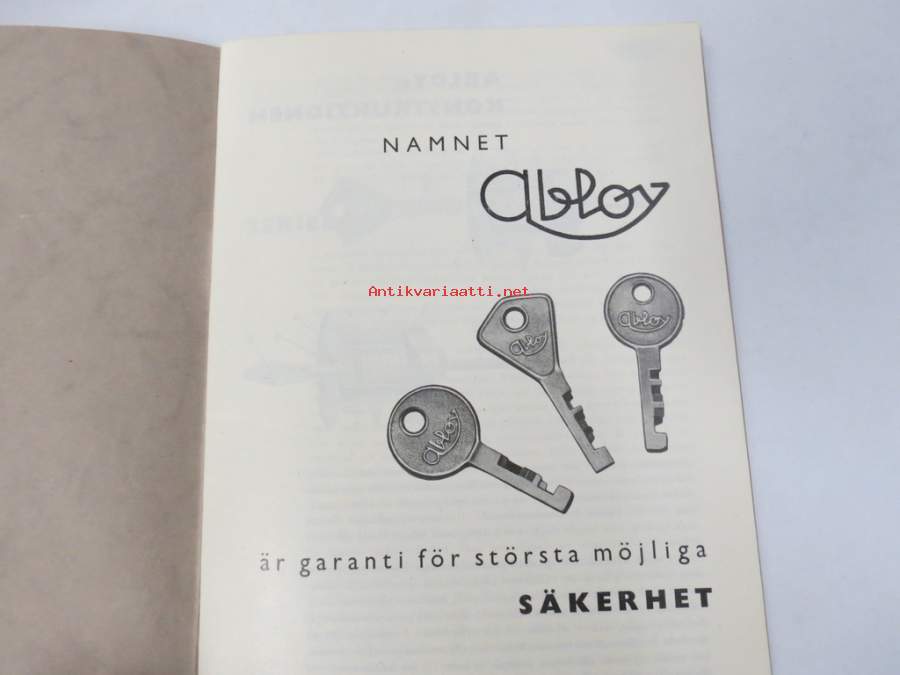 NAMNET
Abloy
Antikvariaatti.net
Abloy
Abloy
Abloy
är garanti för största möjliga
SÄKERHET